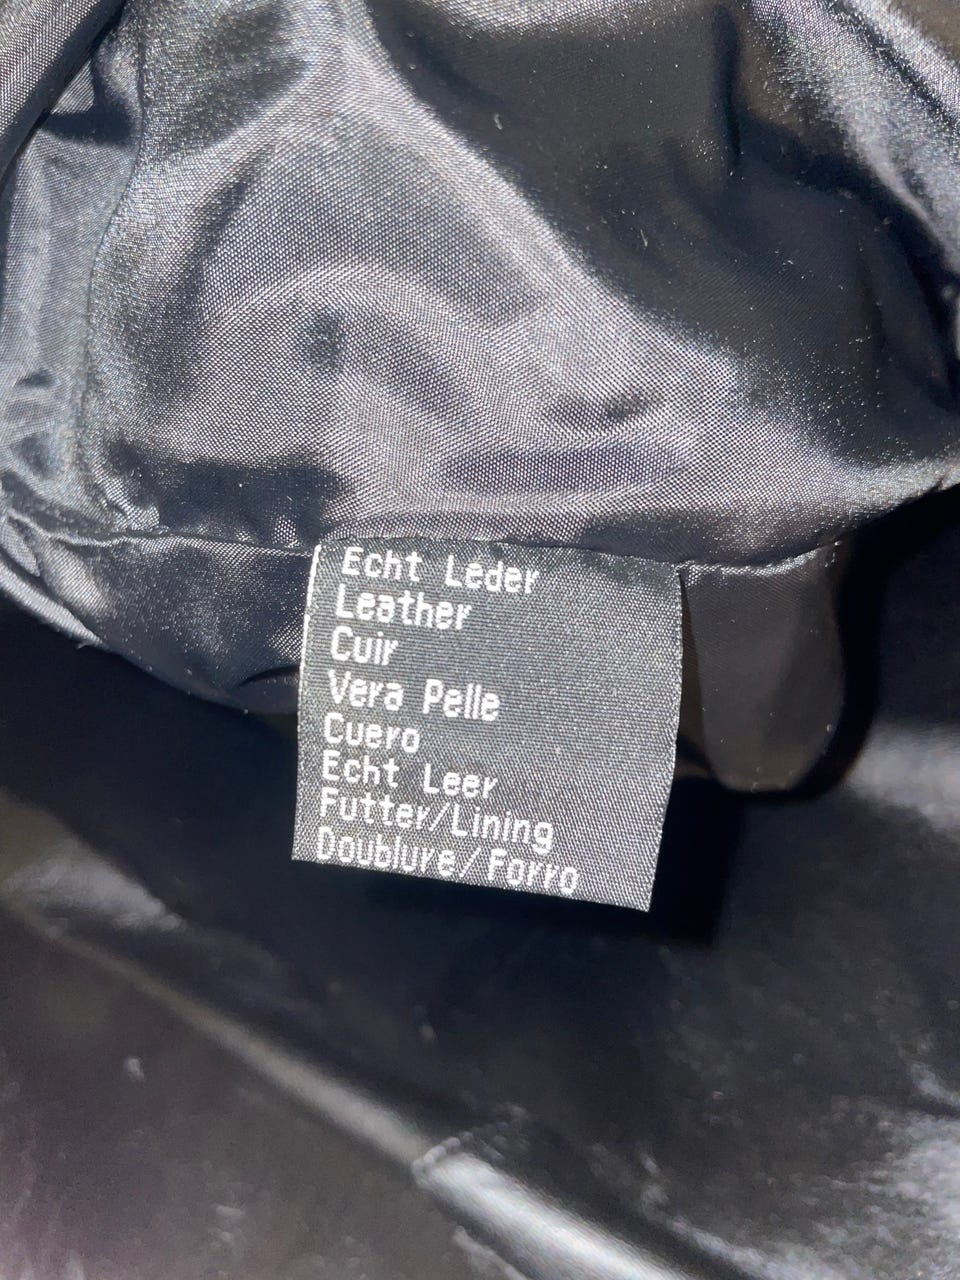 Echt Leder
Leather
Cuir
Vera Pelle
Cuero
Echt Leer
Futter/Lining
Doublure/Forro